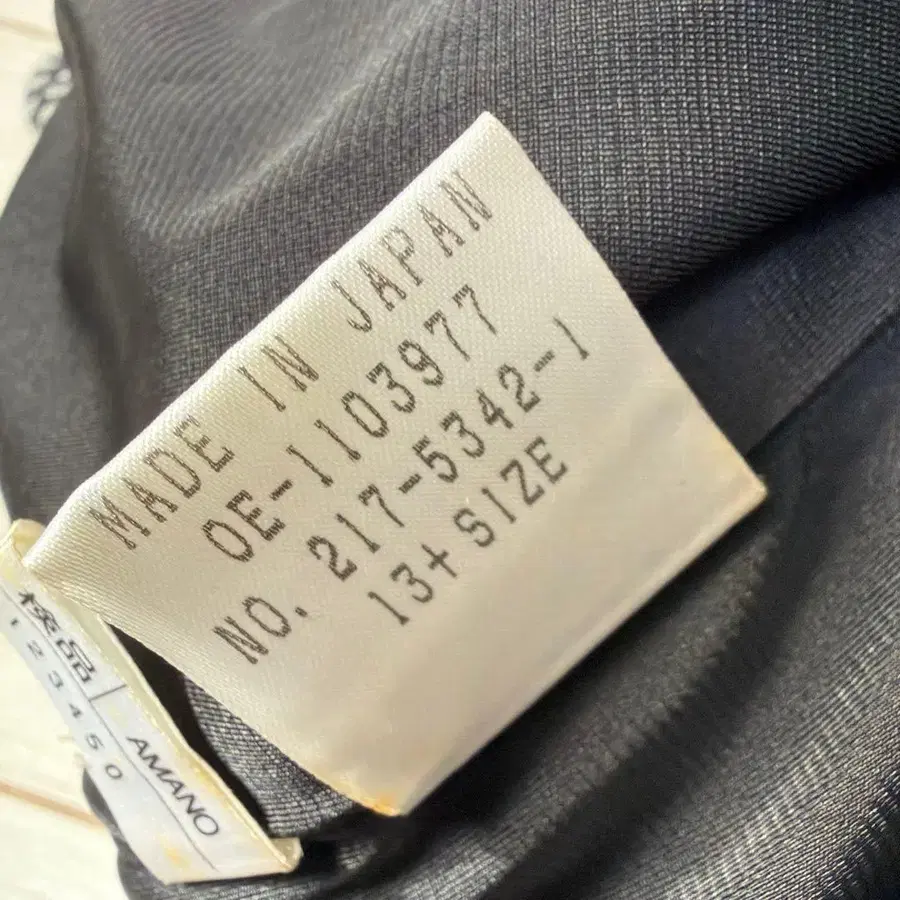 MADE IN JAPAN
OE-1103977
NO. 217-5342-1
13+ SIZE
検品
1 2 3 4 5 0
AMANO